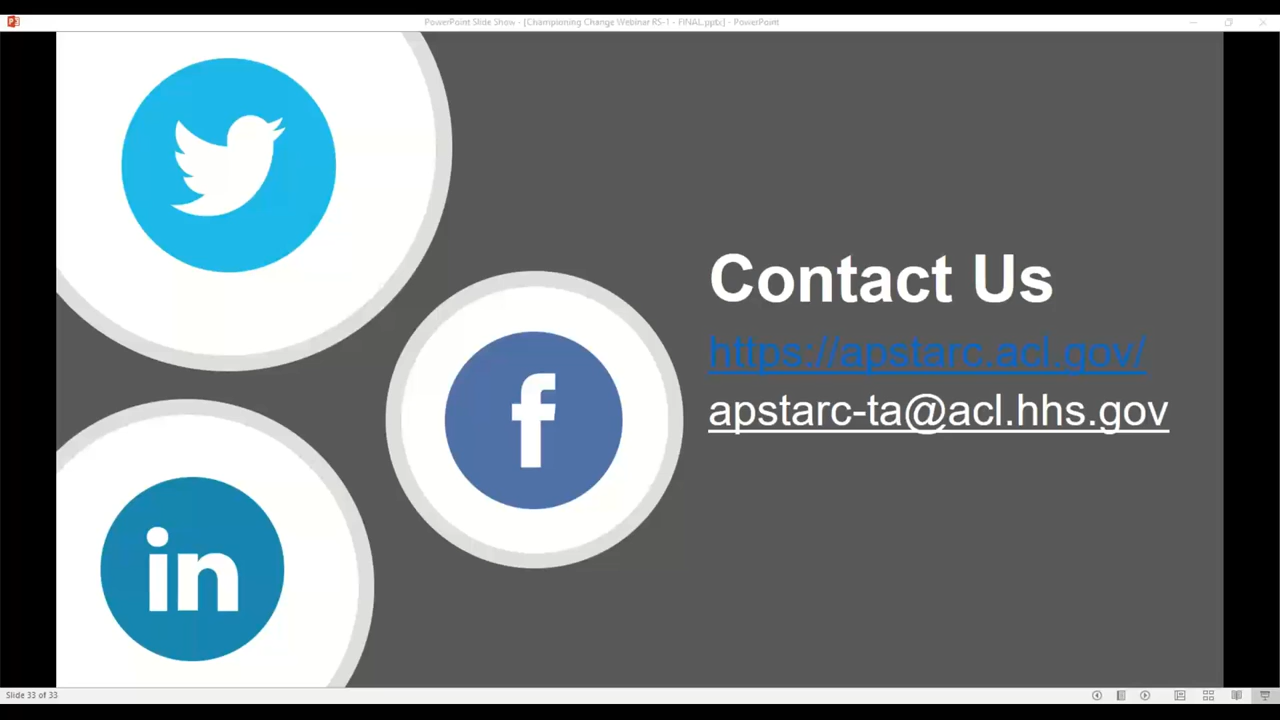 PowerPoint Slide Show - [Championing Change Webinar RS-1 - FINAL.pptx] - PowerPoint
Contact Us
https://apstarc.acl.gov/
apstarc-ta@acl.hhs.gov
f
in
Slide 33 of 33